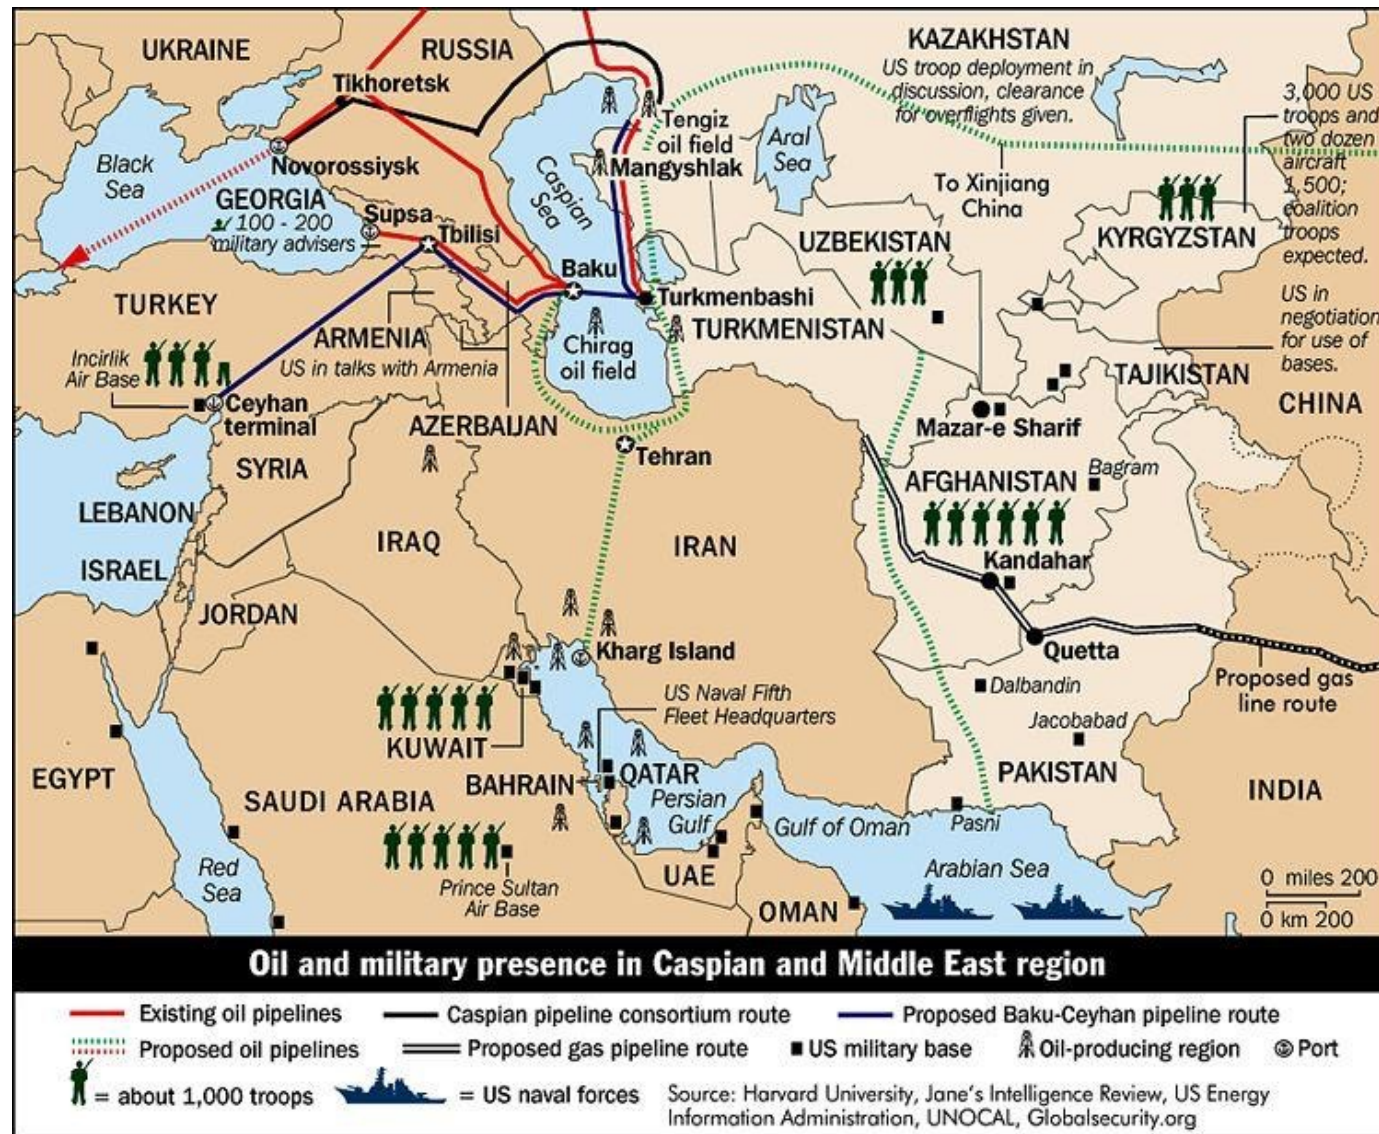 UKRAINE
RUSSIA
KAZAKHSTAN
US troop deployment in
discussion, clearance
for overflights given.
Tikhoretsk
3,000 US
troops and
two dozen
aircraft
1,500;
coalition
troops
expected.
Tengiz
oil field
Aral
Sea
Black
Sea
Novorossiysk
Caspian
Sea
Mangyshlak
To Xinjiang
China
GEORGIA
100 - 200
military advisers
Supsa
Tbilisi
UZBEKISTAN
KYRGYZSTAN
Baku
Turkmenbashi
US in
negotiation
for use of
bases.
TURKEY
ARMENIA
US in talks with Armenia
TURKMENISTAN
Chirag
oil field
Incirlik
Air Base
TAJIKISTAN
CHINA
Ceyhan
terminal
AZERBAIJAN
Mazar-e Sharif
SYRIA
Tehran
Bagram
AFGHANISTAN
LEBANON
IRAQ
IRAN
ISRAEL
Kandahar
JORDAN
Kharg Island
Quetta
Proposed gas
line route
Dalbandin
US Naval Fifth
Fleet Headquarters
Jacobabad
KUWAIT
EGYPT
BAHRAIN
QATAR
PAKISTAN
INDIA
SAUDI ARABIA
Persian
Gulf
Gulf of Oman
Pasni
Red
Sea
Arabian Sea
UAE
Prince Sultan
Air Base
OMAN
0 miles 200
0 km 200
Oil and military presence in Caspian and Middle East region
Existing oil pipelines
Caspian pipeline consortium route
Proposed Baku-Ceyhan pipeline route
Proposed oil pipelines
Proposed gas pipeline route
US military base
Oil-producing region
Port
= about 1,000 troops
= US naval forces
Source: Harvard University, Jane's Intelligence Review, US Energy
Information Administration, UNOCAL, Globalsecurity.org